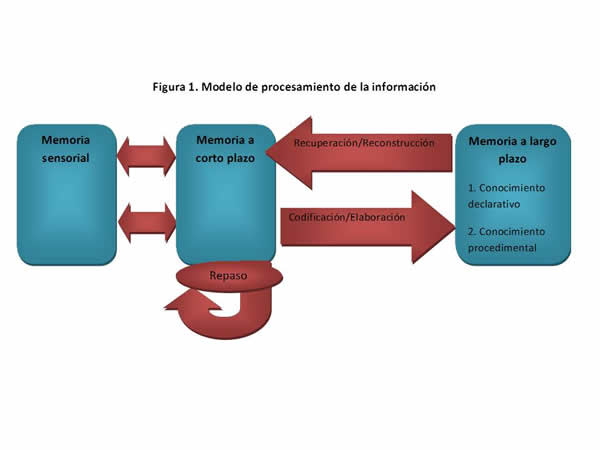 Figura 1. Modelo de procesamiento de la información
Memoria
sensorial
Memoria a
corto plazo
Recuperación/Reconstrucción
Codificación/Elaboración
Repaso
Memoria a largo
plazo
1. Conocimiento
declarativo
2. Conocimiento
procedimental